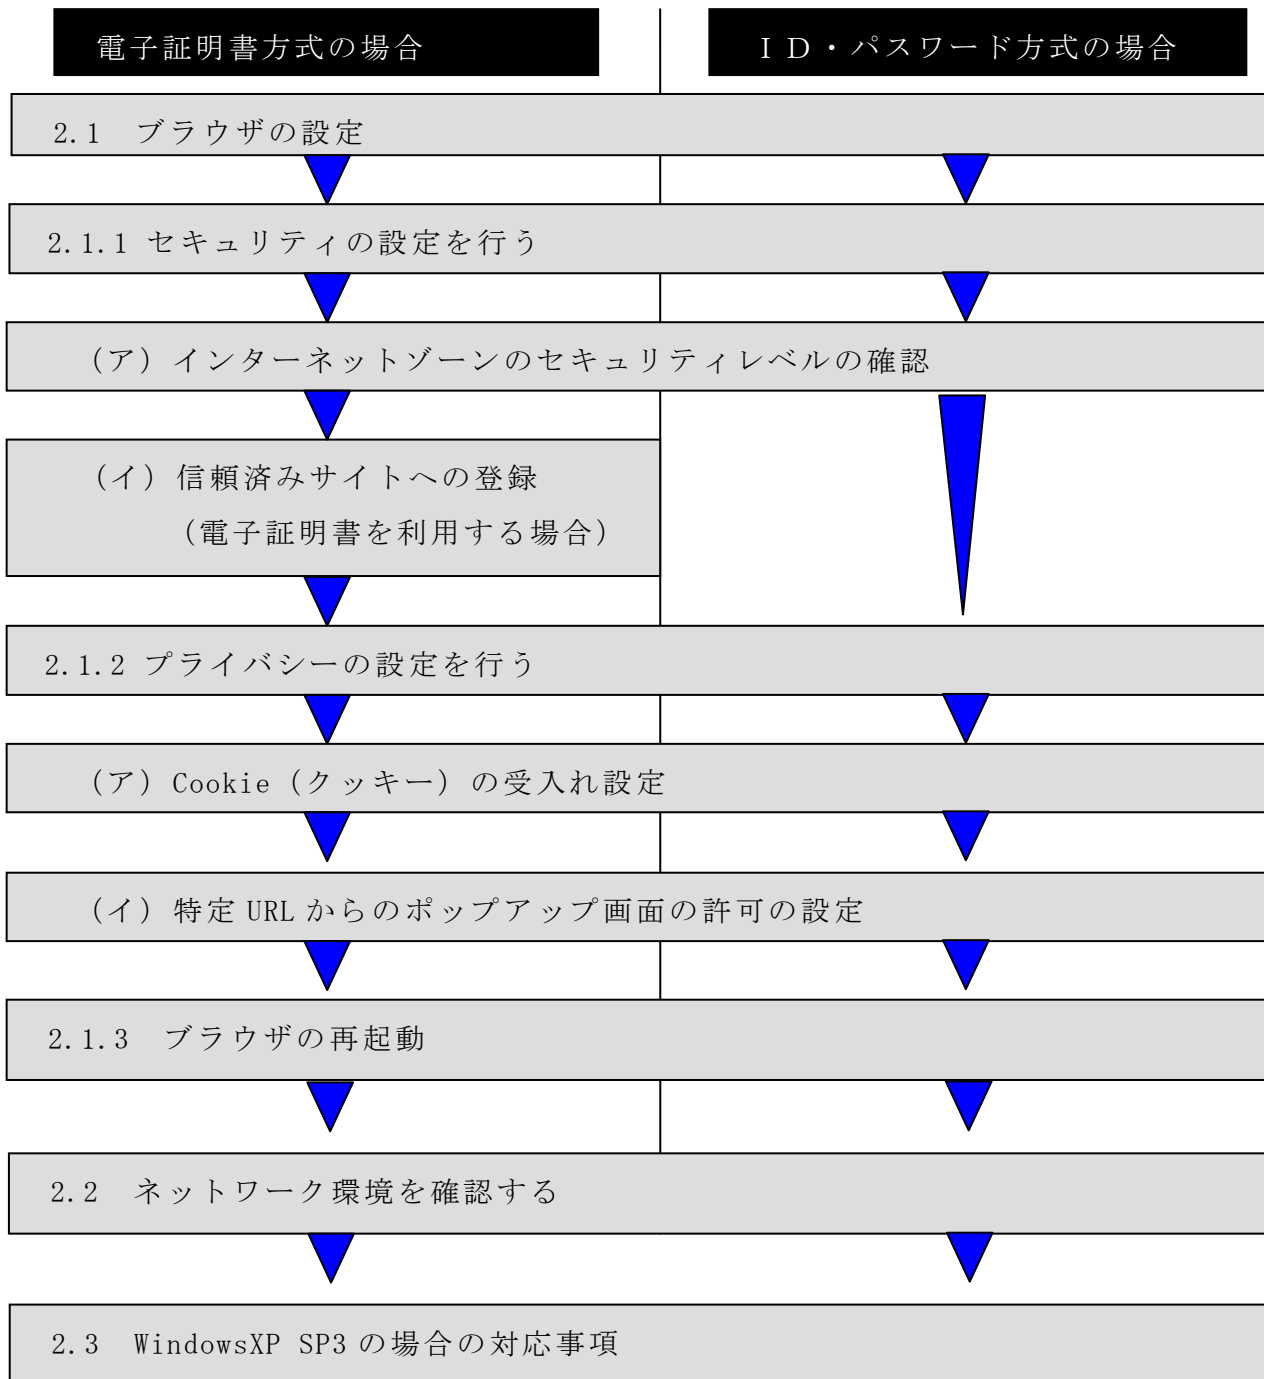 電子証明書方式の場合
ＩＤ・パスワード方式の場合
2.1　ブラウザの設定
2.1.1 セキュリティの設定を行う
（ア）インターネットゾーンのセキュリティレベルの確認
（イ）信頼済みサイトへの登録
（電子証明書を利用する場合）
2.1.2 プライバシーの設定を行う
（ア）Cookie（クッキー）の受入れ設定
（イ）特定 URL からのポップアップ画面の許可の設定
2.1.3　ブラウザの再起動
2.2　ネットワーク環境を確認する
2.3　WindowsXP SP3 の場合の対応事項